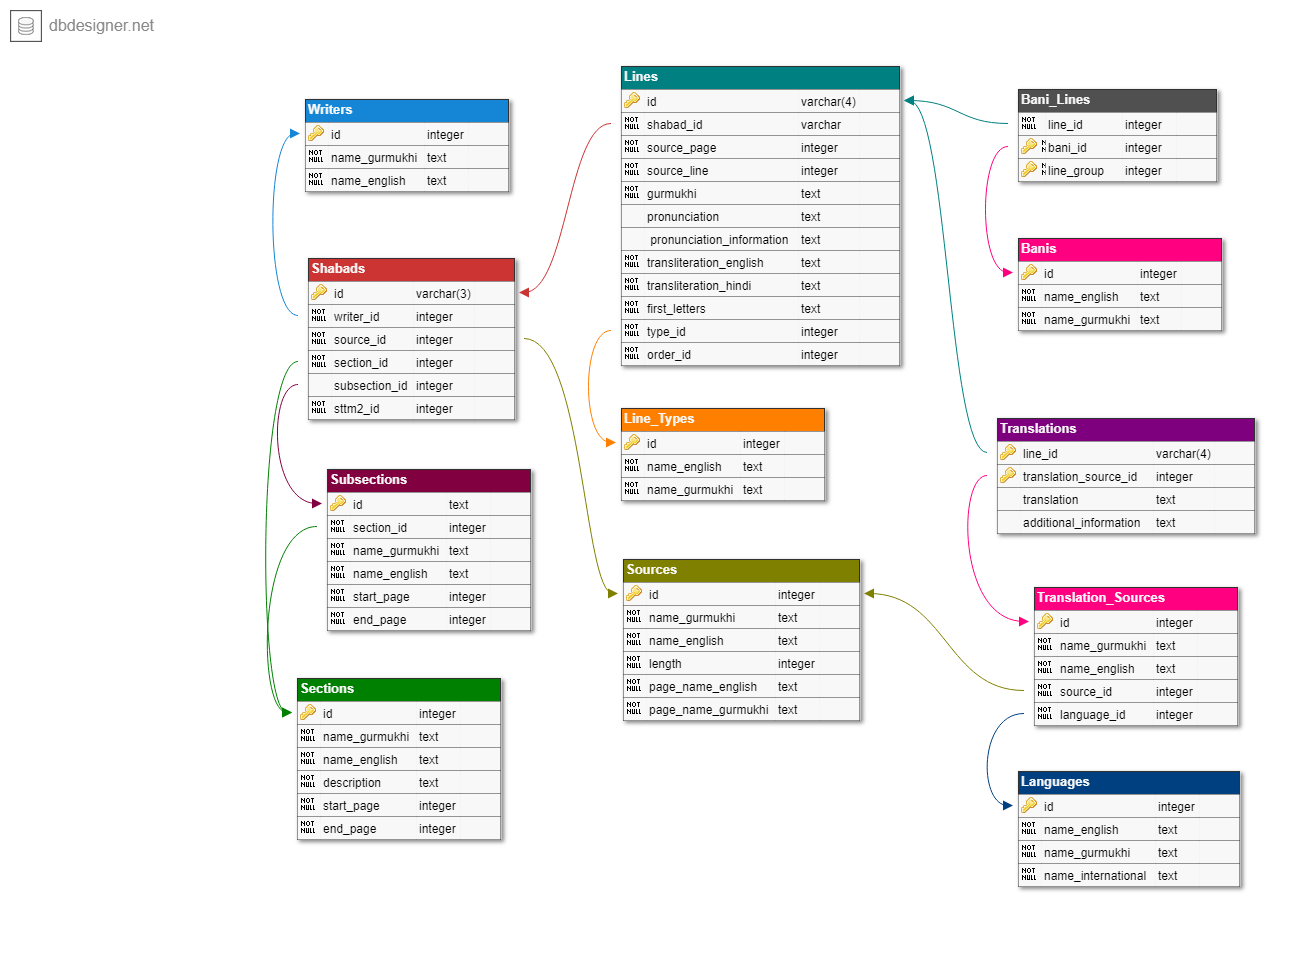 dbdesigner.net
Writers
id integer
NOT NULL name_gurmukhi text
NOT NULL name_english text
Shabads
id varchar(3)
NOT NULL writer_id integer
NOT NULL source_id integer
NOT NULL section_id integer
subsection_id integer
NOT NULL sttm2_id integer
Subsections
id text
NOT NULL section_id integer
NOT NULL name_gurmukhi text
NOT NULL name_english text
NOT NULL start_page integer
NOT NULL end_page integer
Sections
id integer
NOT NULL name_gurmukhi text
NOT NULL name_english text
NOT NULL description text
NOT NULL start_page integer
NOT NULL end_page integer
Lines
id varchar(4)
NOT NULL shabad_id varchar
NOT NULL source_page integer
NOT NULL source_line integer
NOT NULL gurmukhi text
pronunciation text
pronunciation_information text
NOT NULL transliteration_english text
NOT NULL transliteration_hindi text
NOT NULL first_letters text
NOT NULL type_id integer
NOT NULL order_id integer
Line_Types
id integer
NOT NULL name_english text
NOT NULL name_gurmukhi text
Sources
id integer
NOT NULL name_gurmukhi text
NOT NULL name_english text
NOT NULL length integer
NOT NULL page_name_english text
NOT NULL page_name_gurmukhi text
Bani_Lines
NOT NULL line_id integer
N N bani_id integer
N N line_group integer
Banis
id integer
NOT NULL name_english text
NOT NULL name_gurmukhi text
Translations
line_id varchar(4)
translation_source_id integer
translation text
additional_information text
Translation_Sources
id integer
NOT NULL name_gurmukhi text
NOT NULL name_english text
NOT NULL source_id integer
NOT NULL language_id integer
Languages
id integer
NOT NULL name_english text
NOT NULL name_gurmukhi text
NOT NULL name_international text